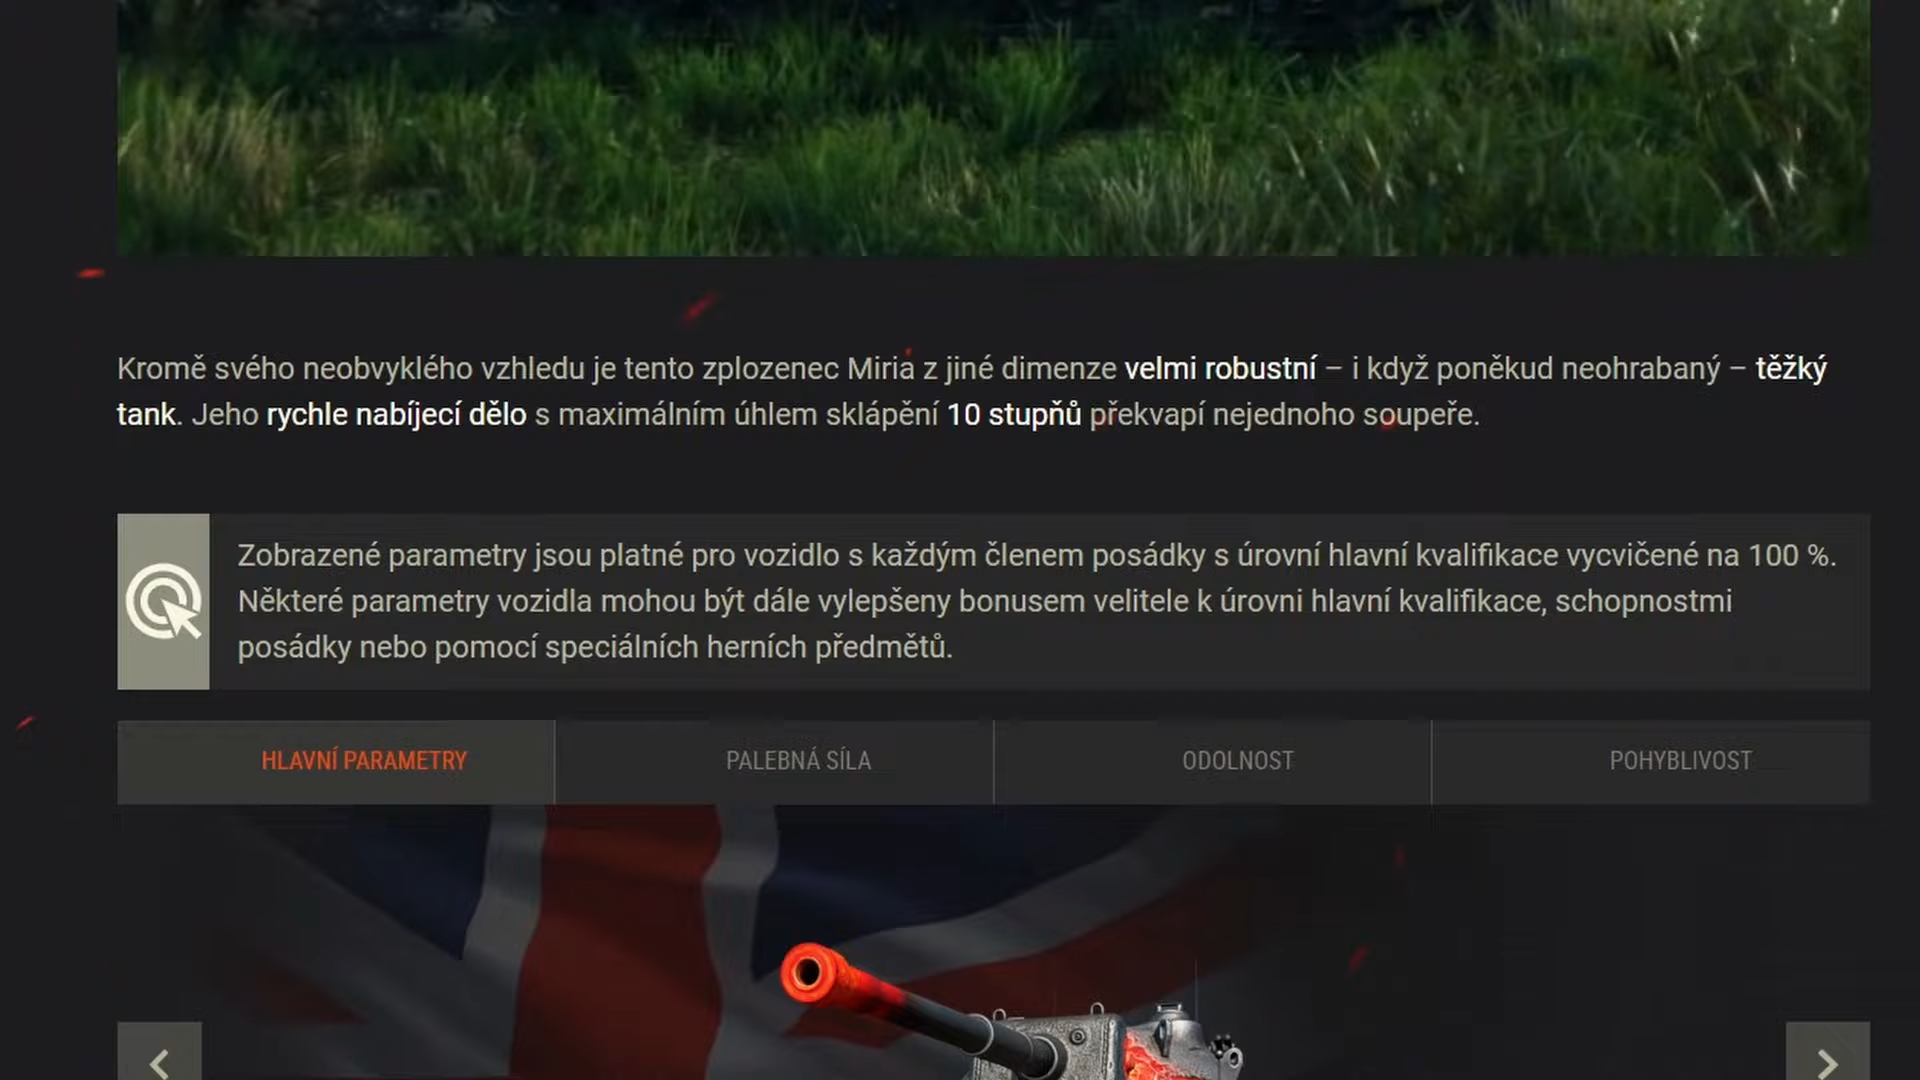 Kromě svého neobvyklého vzhledu je tento zplozenec Miria z jiné dimenze velmi robustní – i když poněkud neohrabaný – těžký
tank. Jeho rychle nabíjecí dělo s maximálním úhlem sklápění 10 stupňů překvapí nejednoho soupeře.
Zobrazené parametry jsou platné pro vozidlo s každým členem posádky s úrovní hlavní kvalifikace vycvičené na 100 %.
Některé parametry vozidla mohou být dále vylepšeny bonusem velitele k úrovni hlavní kvalifikace, schopnostmi
posádky nebo pomocí speciálních herních předmětů.
HLAVNÍ PARAMETRY
PALEBNÁ SÍLA
ODOLNOST
POHYBLIVOST